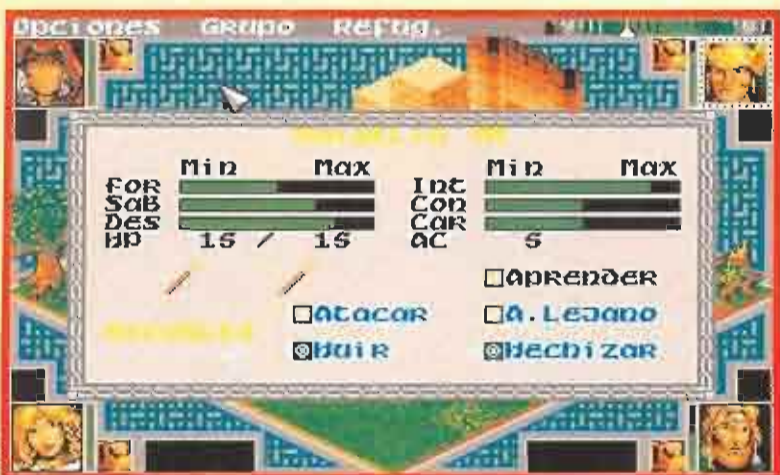 Opciones Grupo Refug.
Min Max Min Max
FOR Int
Sab Con
Des Car
HP 15 / 15 AC 5
Aprender
Atacar A.Lejano
Huir Hechizar